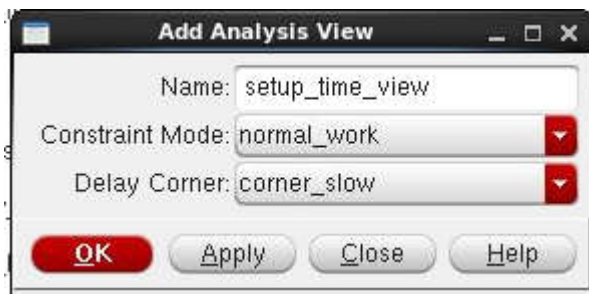 Add Analysis View
Name: setup_time_view
Constraint Mode: normal_work
Delay Corner: corner_slow
OK Apply Close Help